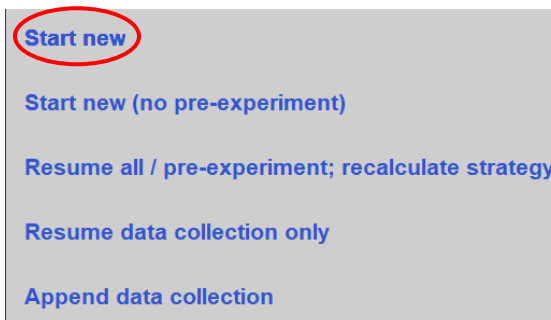 Start new
Start new (no pre-experiment)
Resume all / pre-experiment; recalculate strategy
Resume data collection only
Append data collection